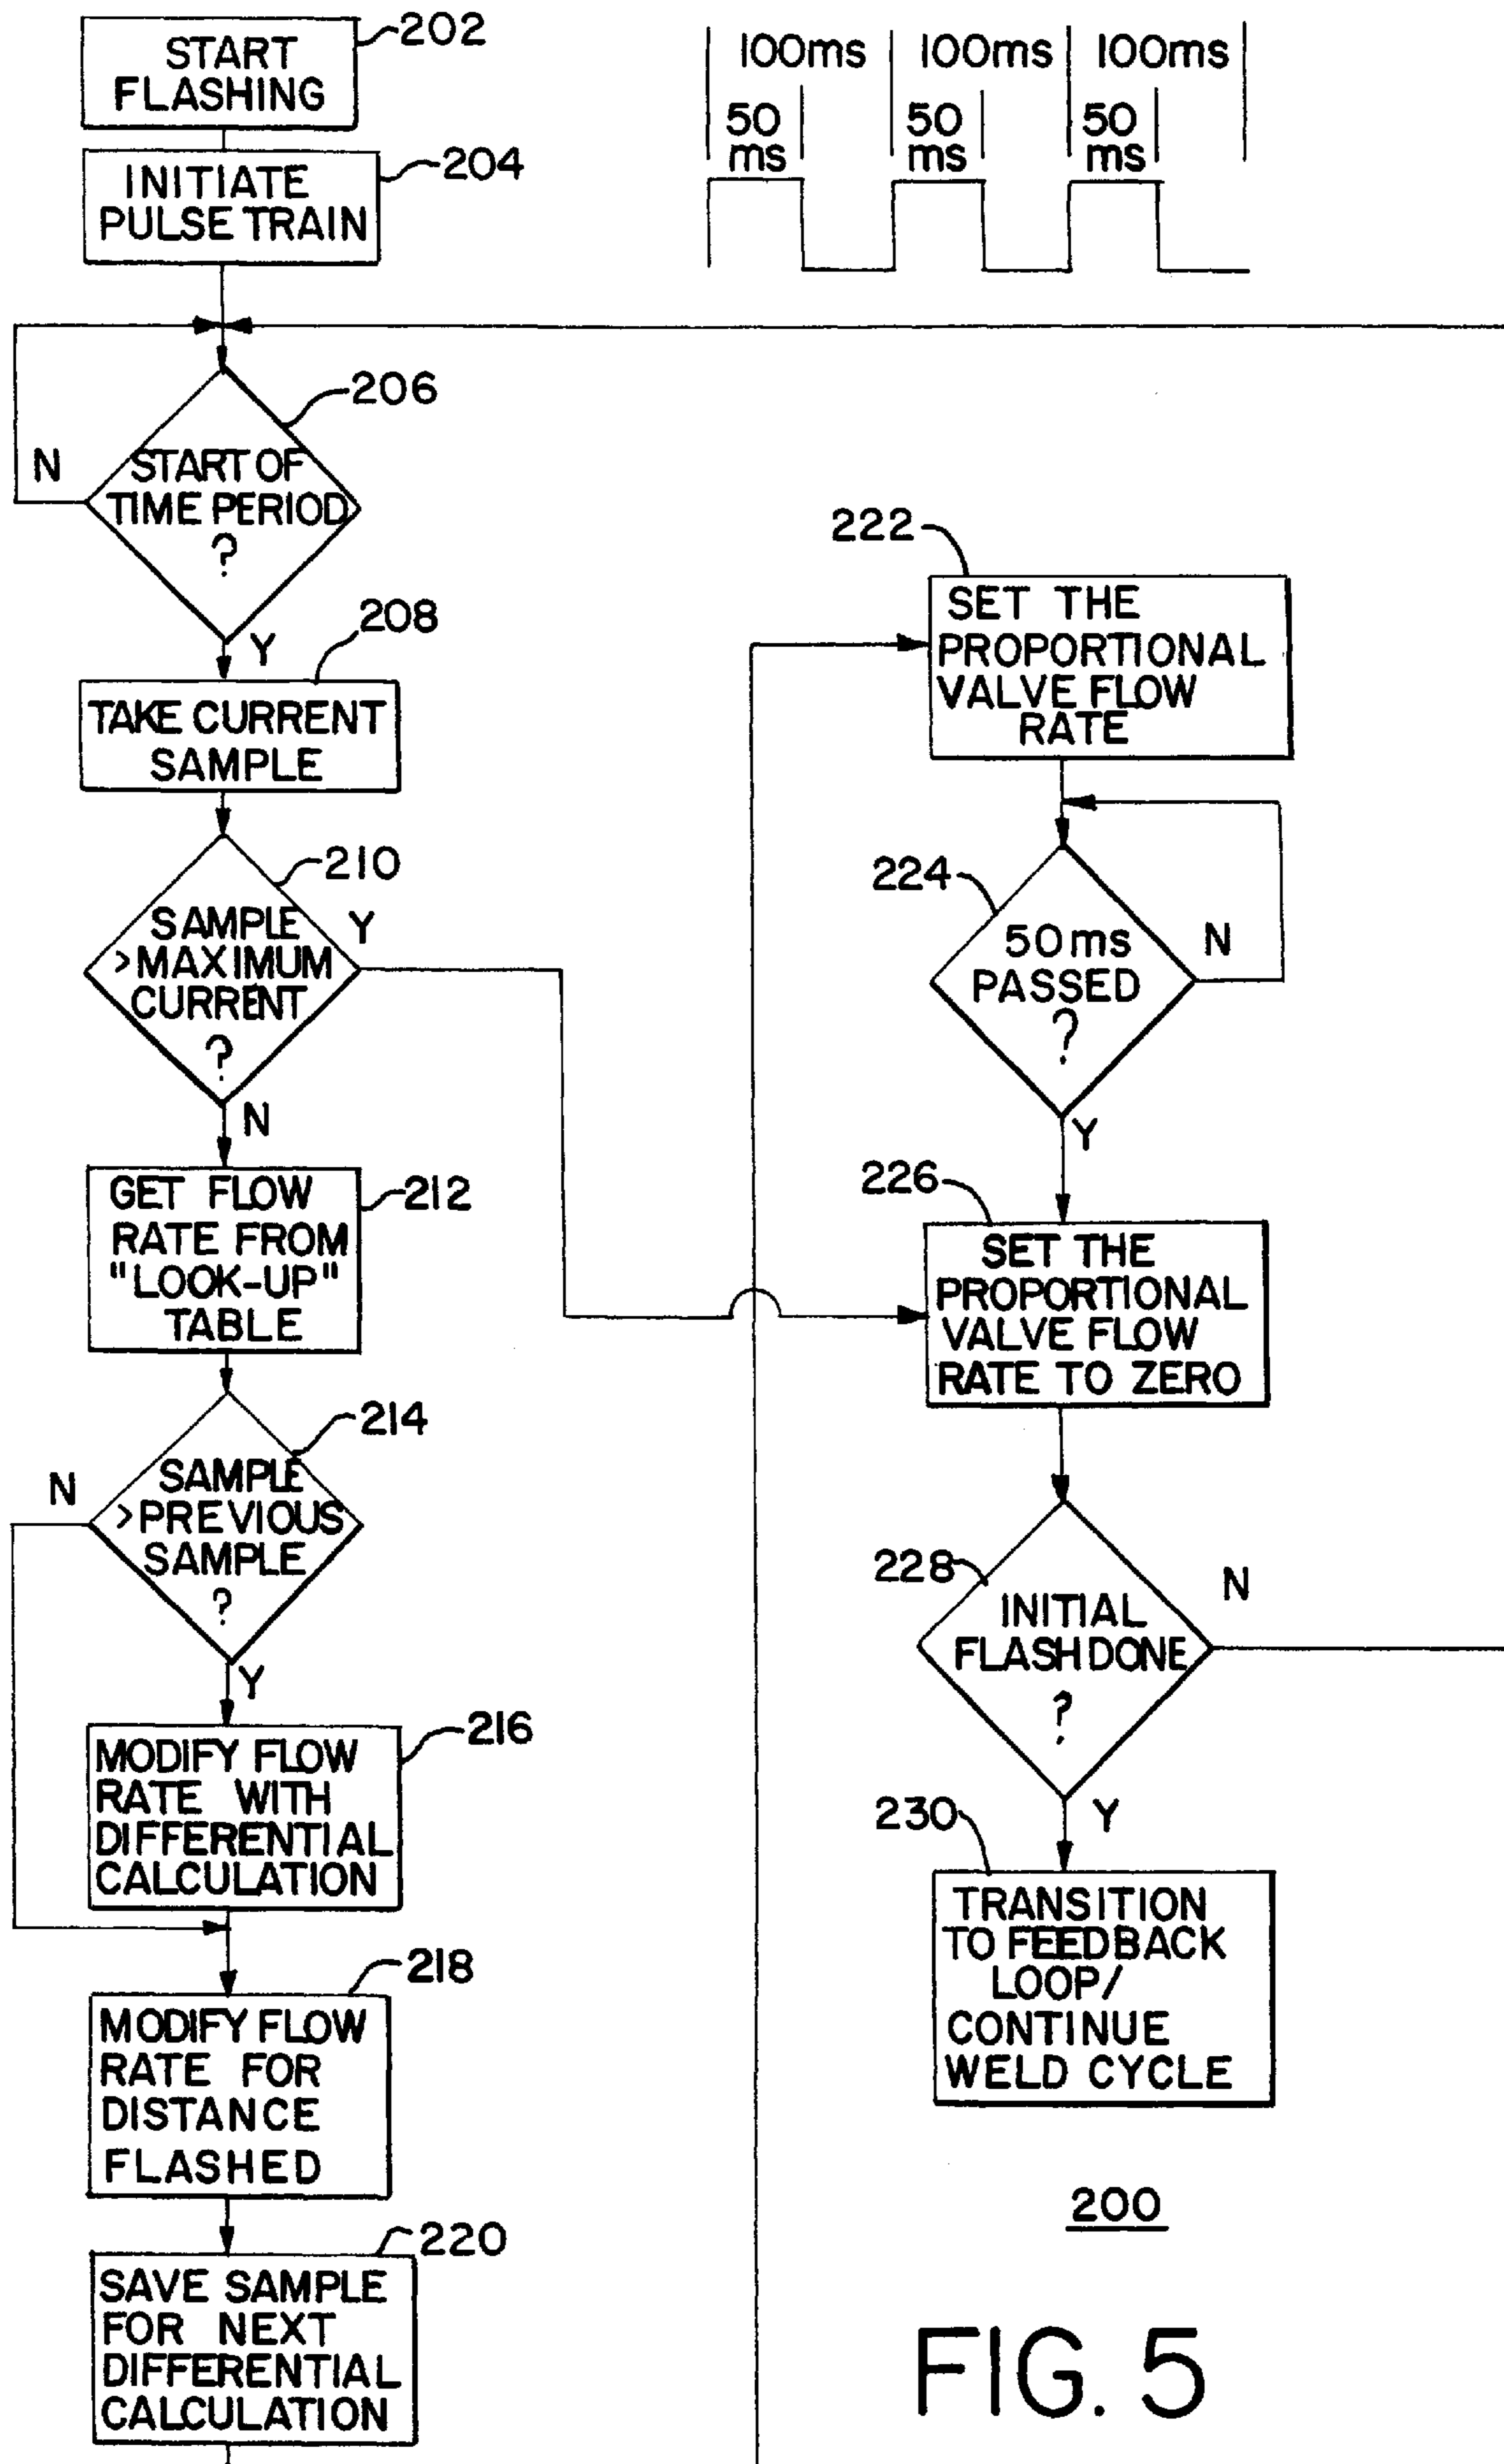 202
START
FLASHING
204
INITIATE
PULSE TRAIN
100ms 100ms 100ms
50 50 50
ms ms ms
206
N
START OF
TIME PERIOD
?
Y
208
TAKE CURRENT
SAMPLE
210
SAMPLE
>MAXIMUM
CURRENT
?
Y
N
212
GET FLOW
RATE FROM
"LOOK-UP"
TABLE
214
N
SAMPLE
>PREVIOUS
SAMPLE
?
Y
216
MODIFY FLOW
RATE WITH
DIFFERENTIAL
CALCULATION
218
MODIFY FLOW
RATE FOR
DISTANCE
FLASHED
220
SAVE SAMPLE
FOR NEXT
DIFFERENTIAL
CALCULATION
222
SET THE
PROPORTIONAL
VALVE FLOW
RATE
224
50ms
PASSED
?
N
Y
226
SET THE
PROPORTIONAL
VALVE FLOW
RATE TO ZERO
228
INITIAL
FLASH DONE
?
N
Y
230
TRANSITION
TO FEEDBACK
LOOP/
CONTINUE
WELD CYCLE
200
FIG. 5